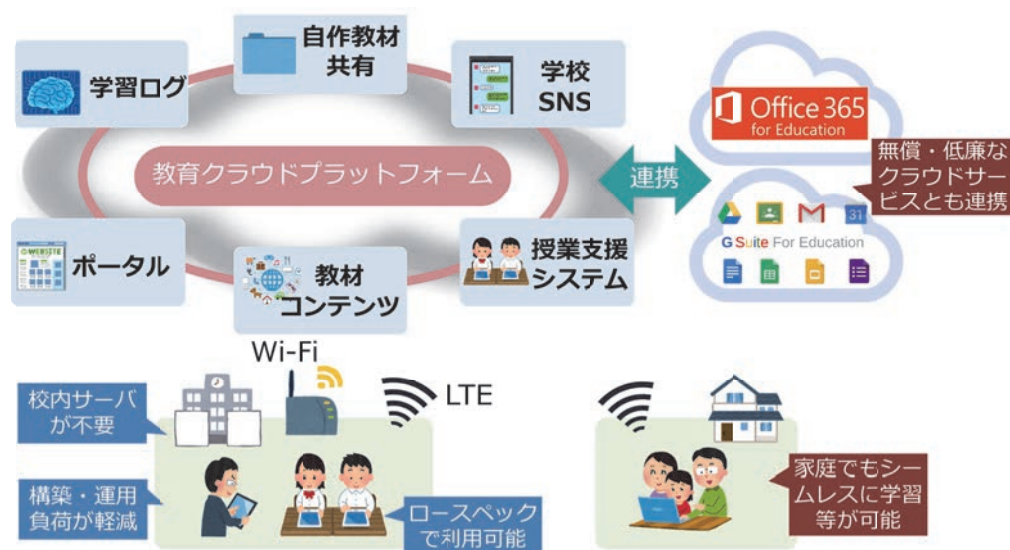 学習ログ
自作教材
共有
学校
SNS
教育クラウドプラットフォーム
ポータル
WEBSITE
教材
コンテンツ
授業支援
システム
連携
Office 365
for Education
無償・低廉な
クラウドサー
ビスとも連携
31
G Suite For Education
Wi-Fi
LTE
校内サーバ
が不要
構築・運用
負荷が軽減
ロースペック
で利用可能
家庭でもシー
ムレスに学習
等が可能